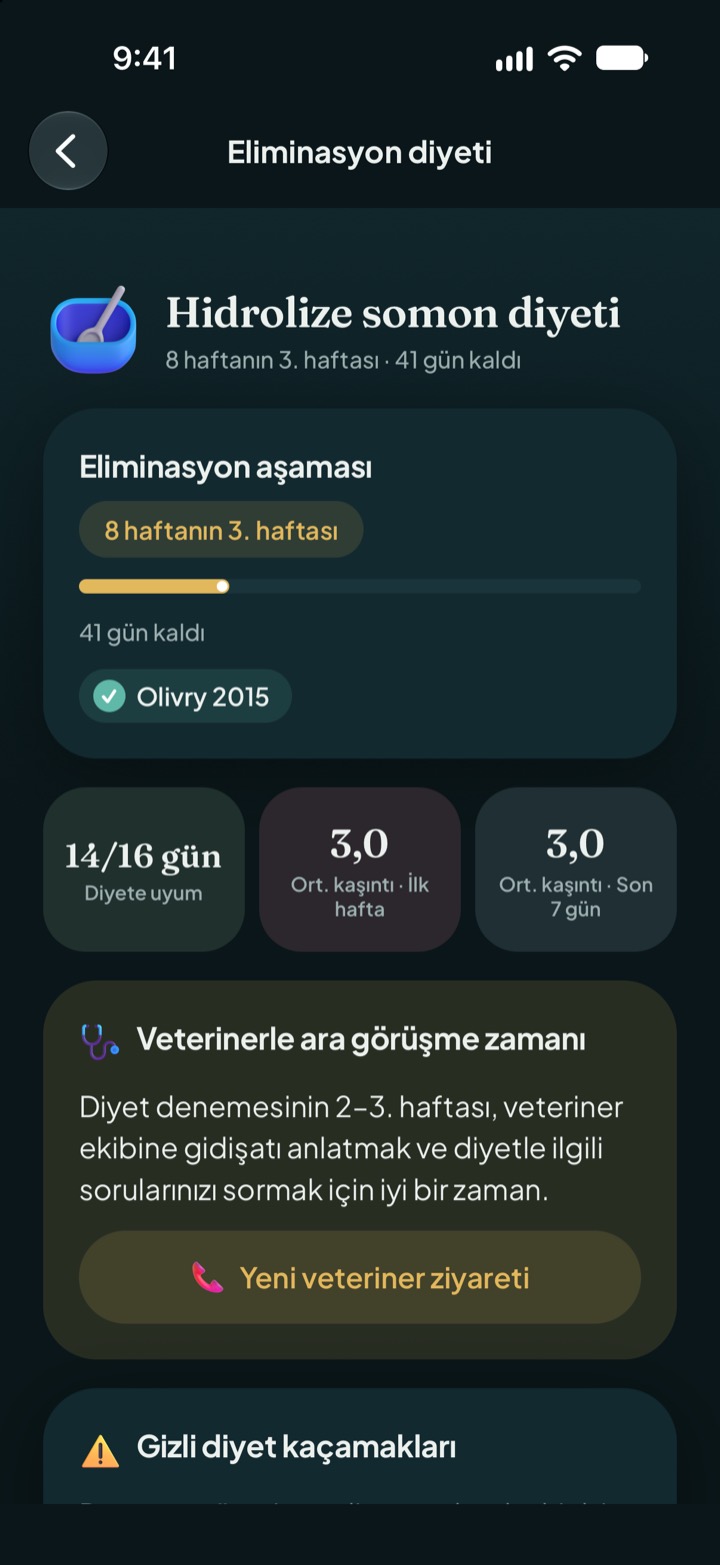 9:41
Eliminasyon diyeti
Hidrolize somon diyeti
8 haftanın 3. haftası · 41 gün kaldı
Eliminasyon aşaması
8 haftanın 3. haftası
41 gün kaldı
Olivry 2015
14/16 gün
Diyete uyum
3,0
Ort. kaşıntı · İlk
hafta
3,0
Ort. kaşıntı · Son
7 gün
Veterinerle ara görüşme zamanı
Diyet denemesinin 2–3. haftası, veteriner
ekibine gidişatı anlatmak ve diyetle ilgili
sorularınızı sormak için iyi bir zaman.
Yeni veteriner ziyareti
Gizli diyet kaçamakları